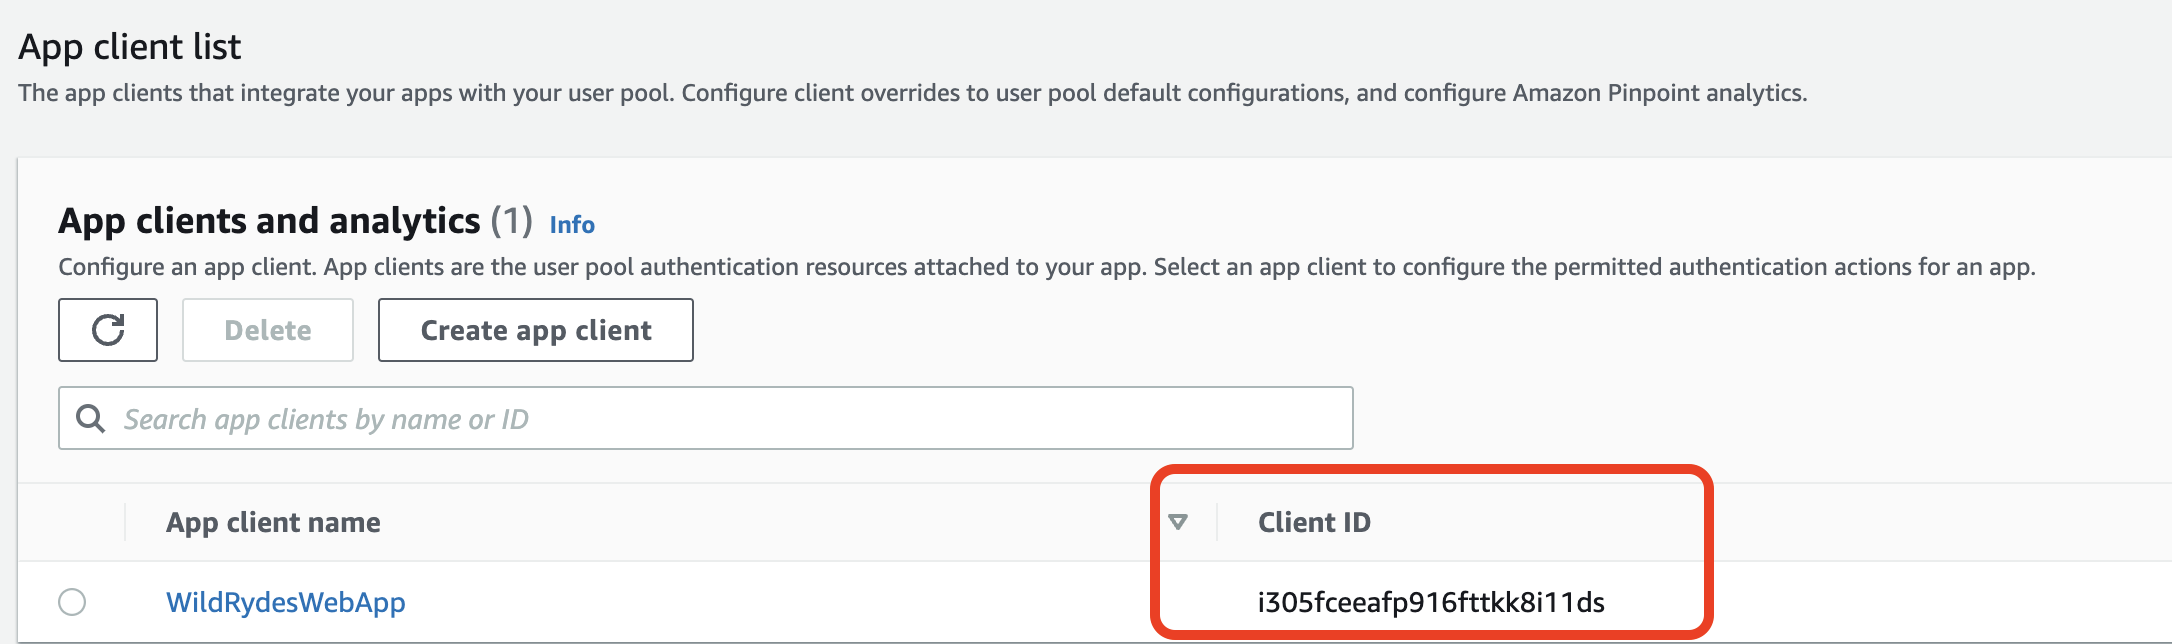 App client list
The app clients that integrate your apps with your user pool. Configure client overrides to user pool default configurations, and configure Amazon Pinpoint analytics.
App clients and analytics (1) Info
Configure an app client. App clients are the user pool authentication resources attached to your app. Select an app client to configure the permitted authentication actions for an app.
Delete Create app client
Search app clients by name or ID
App client name Client ID
WildRydesWebApp i305fceeafp916fttkk8i11ds